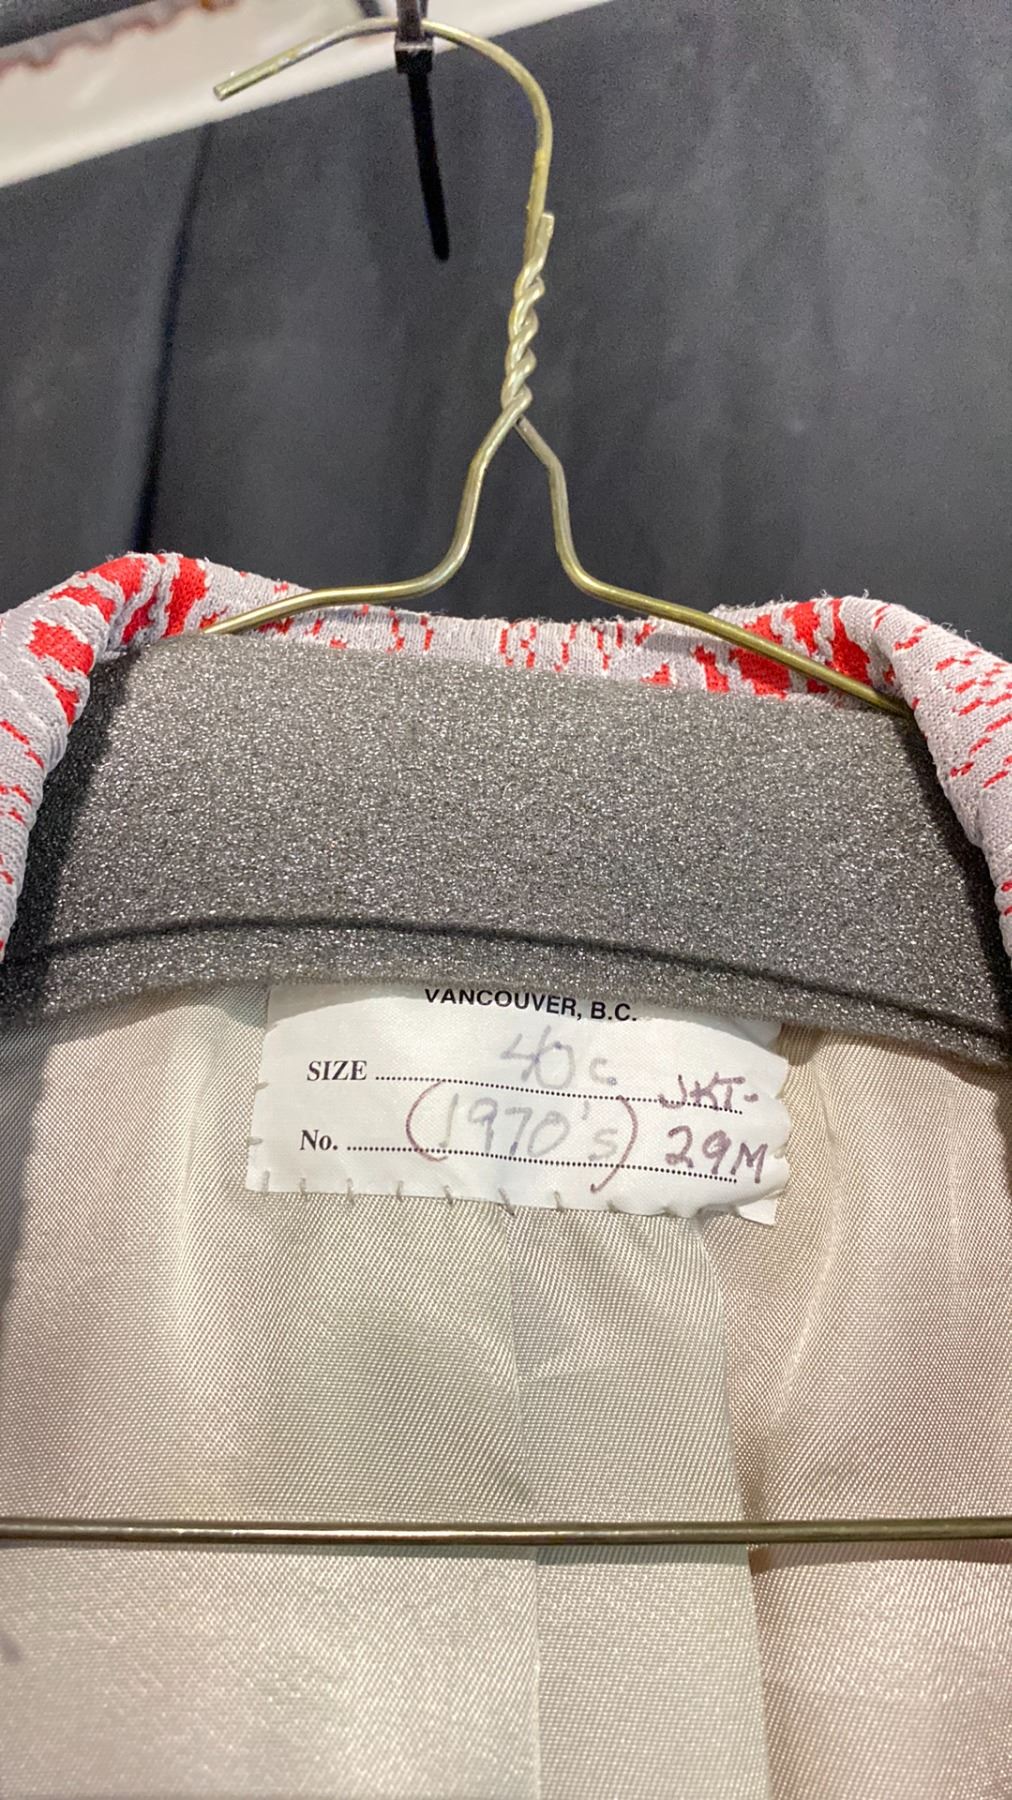 VANCOUVER, B.C.
SIZE 40c JKT-
No. (1970's) 29M